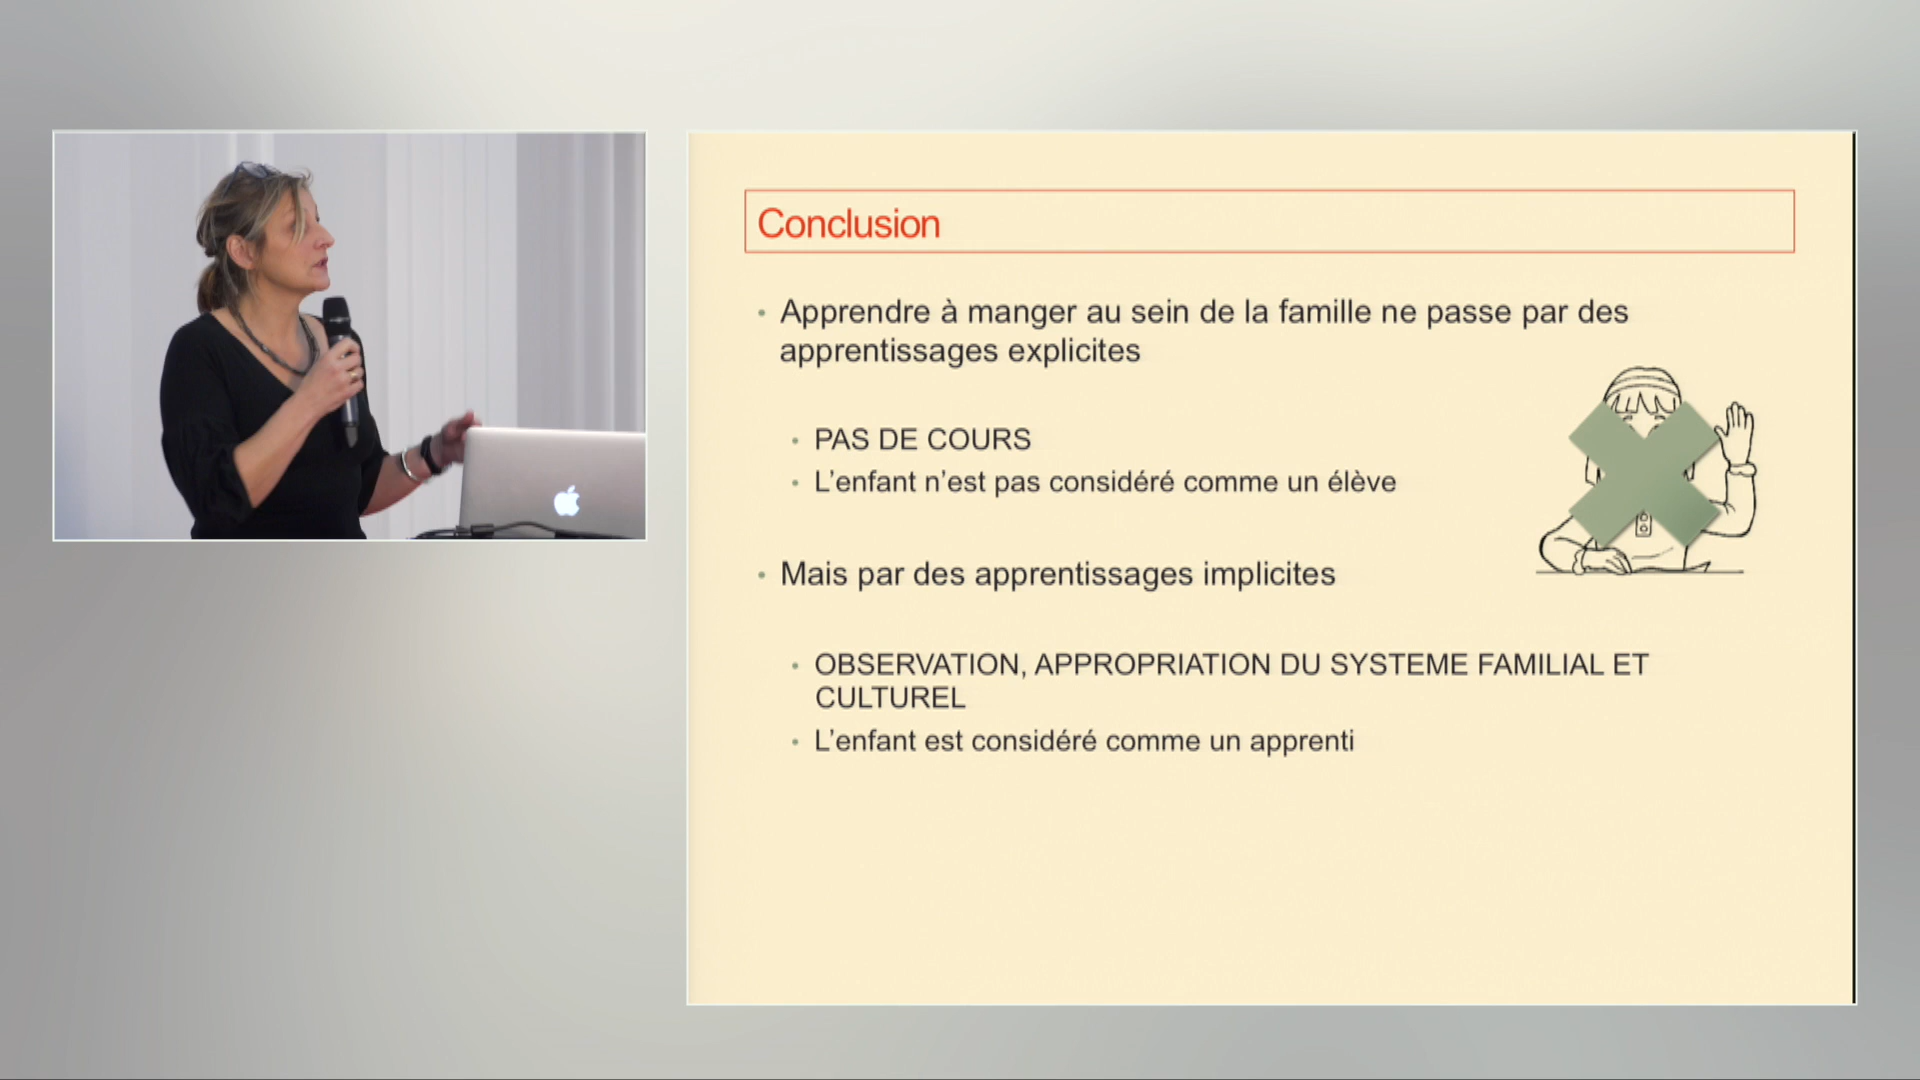 Conclusion
Apprendre à manger au sein de la famille ne passe par des
apprentissages explicites
PAS DE COURS
L’enfant n’est pas considéré comme un élève
Mais par des apprentissages implicites
OBSERVATION, APPROPRIATION DU SYSTEME FAMILIAL ET
CULTUREL
L’enfant est considéré comme un apprenti